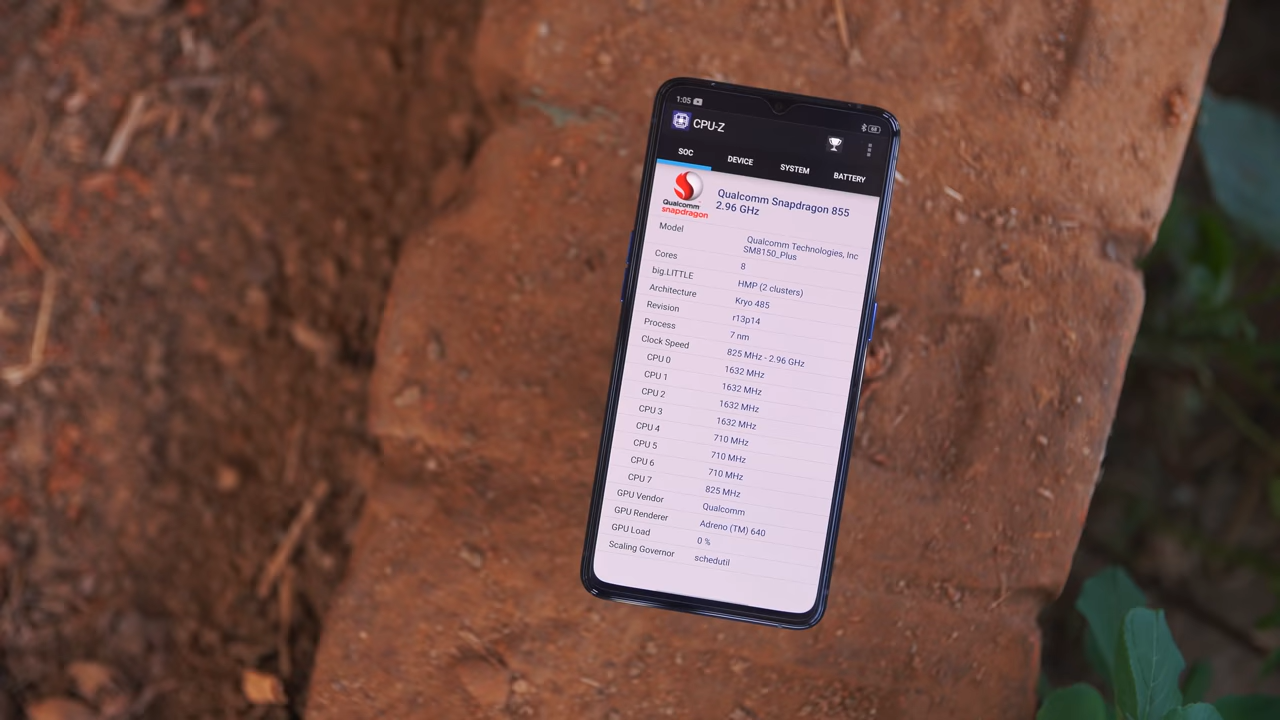 1:05
68
CPU-Z
SOC DEVICE SYSTEM BATTERY
Qualcomm
snapdragon
Qualcomm Snapdragon 855
2.96 GHz
Model Qualcomm Technologies, Inc
SM8150_Plus
Cores 8
big.LITTLE HMP (2 clusters)
Architecture Kryo 485
Revision r13p14
Process 7 nm
Clock Speed 825 MHz - 2.96 GHz
CPU 0 1632 MHz
CPU 1 1632 MHz
CPU 2 1632 MHz
CPU 3 1632 MHz
CPU 4 710 MHz
CPU 5 710 MHz
CPU 6 710 MHz
CPU 7 825 MHz
GPU Vendor Qualcomm
GPU Renderer Adreno (TM) 640
GPU Load 0 %
Scaling Governor schedutil